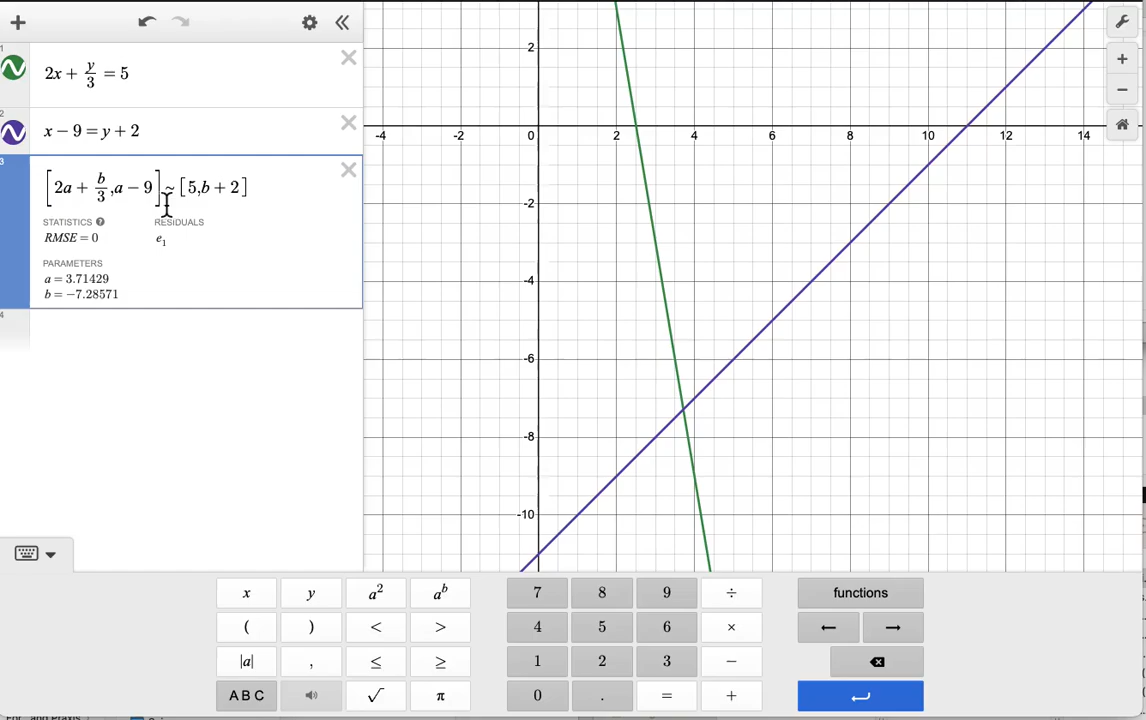 1
2x + y/3 = 5
2
x − 9 = y + 2
3
[2a + b/3, a − 9] ~ [5, b + 2]
STATISTICS ? RESIDUALS
RMSE = 0 e₁
PARAMETERS
a = 3.71429
b = −7.28571
4
2
-4 -2 0 2 4 6 8 10 12 14
-2
-4
-6
-8
-10
x y a² aᵇ 7 8 9 ÷ functions
( ) < > 4 5 6 × ← →
|a| , ≤ ≥ 1 2 3 −
A B C √ π 0 . = +